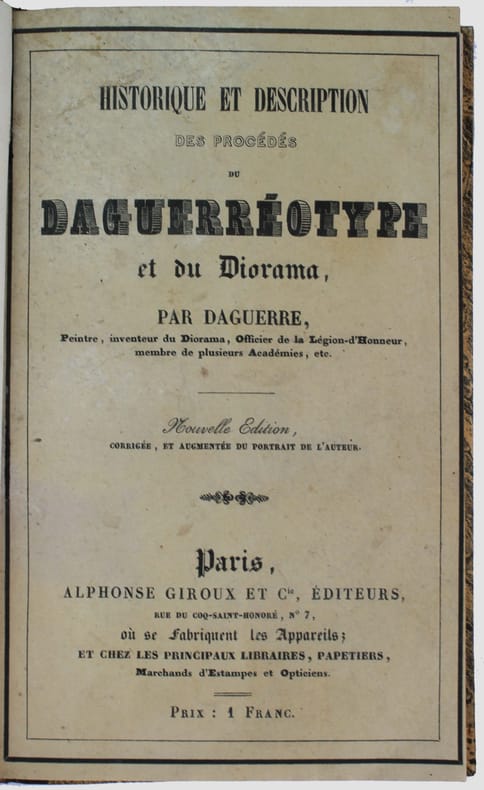 HISTORIQUE ET DESCRIPTION
DES PROCÉDÉS
DU
DAGUERRÉOTYPE
et du Diorama,
PAR DAGUERRE,
Peintre, inventeur du Diorama, Officier de la Légion-d'Honneur,
membre de plusieurs Académies, etc.
Nouvelle Edition,
CORRIGÉE, ET AUGMENTÉE DU PORTRAIT DE L'AUTEUR.
Paris,
ALPHONSE GIROUX ET Cie, ÉDITEURS,
RUE DU COQ-SAINT-HONORÉ, No 7,
où se fabriquent les Appareils;
ET CHEZ LES PRINCIPAUX LIBRAIRES, PAPETIERS,
Marchands d'Estampes et Opticiens.
PRIX : 1 FRANC.